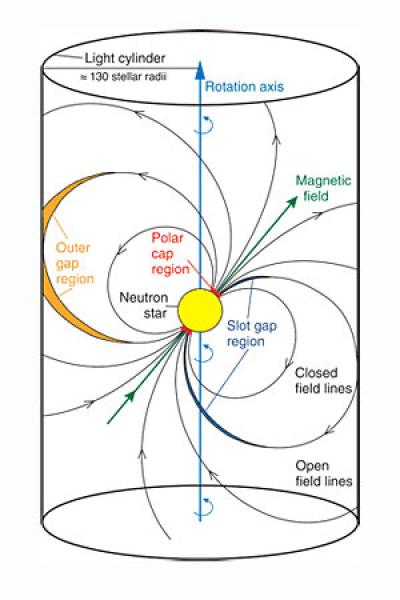 Light cylinder
≈ 130 stellar radii
Rotation axis
Magnetic
field
Polar
cap
region
Outer
gap
region
Neutron
star
Slot gap
region
Closed
field lines
Open
field lines